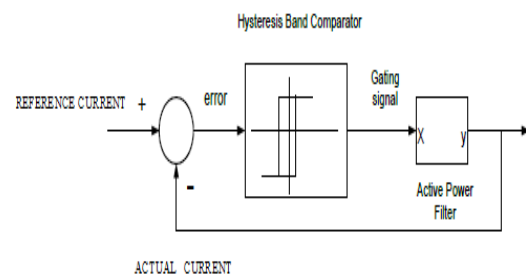 Hysteresis Band Comparator
REFERENCE CURRENT
+
error
Gating
signal
X
y
-
Active Power
Filter
ACTUAL CURRENT